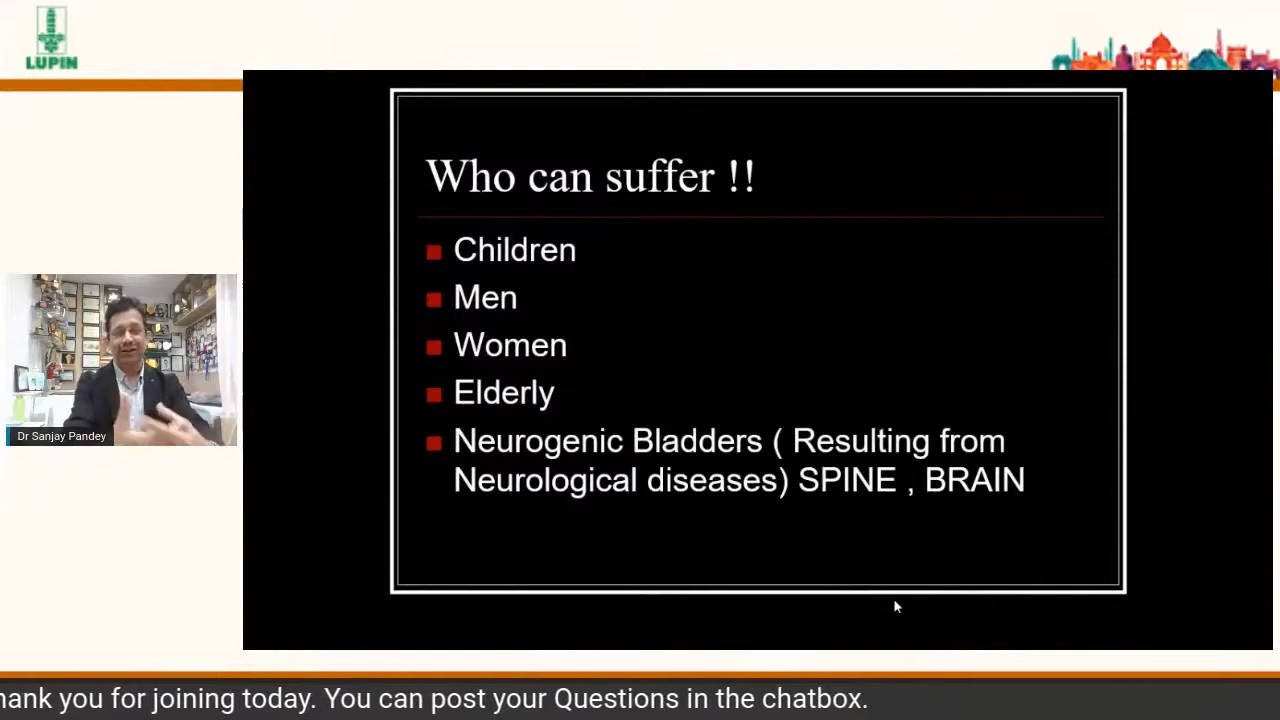 LUPIN
Who can suffer !!
Children
Men
Women
Elderly
Neurogenic Bladders ( Resulting from
Neurological diseases) SPINE , BRAIN
Dr Sanjay Pandey
hank you for joining today. You can post your Questions in the chatbox.